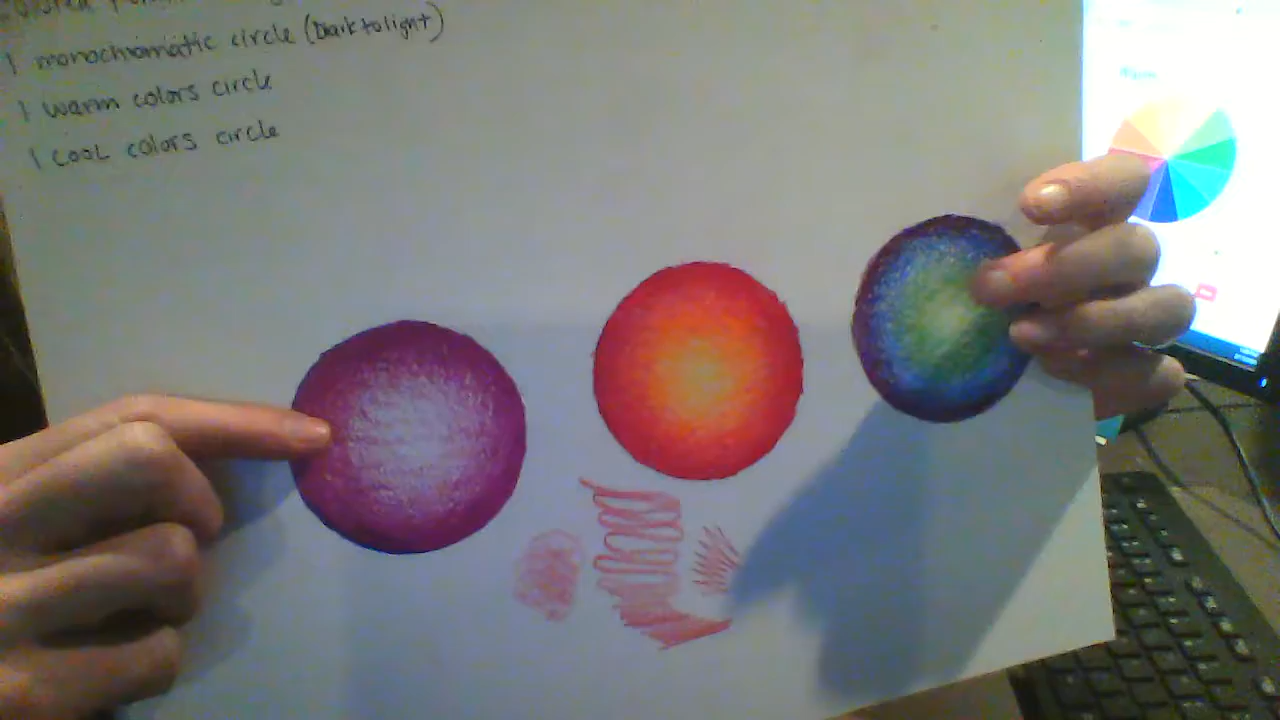 1 monochromatic circle (Dark to light)
1 warm colors circle
1 cool colors circle